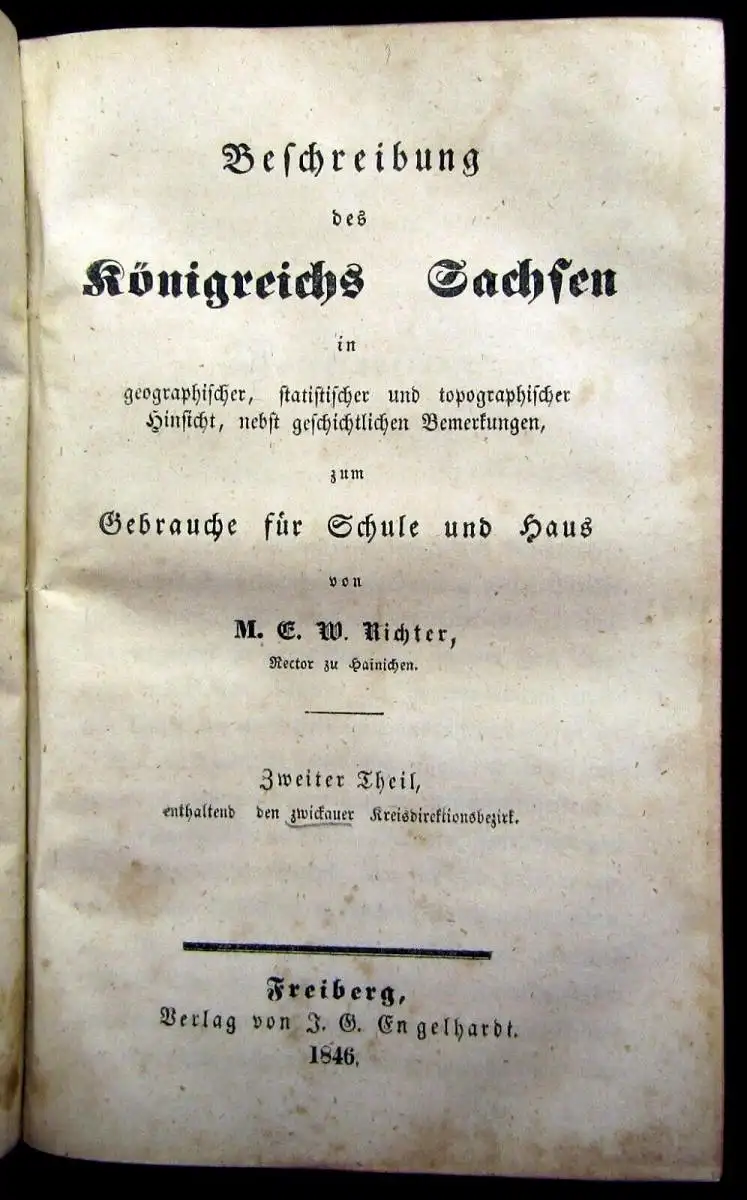 Beschreibung
des
Königreichs Sachsen
in
geographischer, statistischer und topographischer
Hinsicht, nebst geschichtlichen Bemerkungen,
zum
Gebrauche für Schule und Haus
von
M. E. W. Richter,
Rector zu Hainichen.
Zweiter Theil,
enthaltend den zwickauer Kreisdirektionsbezirk.
Freiberg,
Verlag von J. G. Engelhardt.
1846.